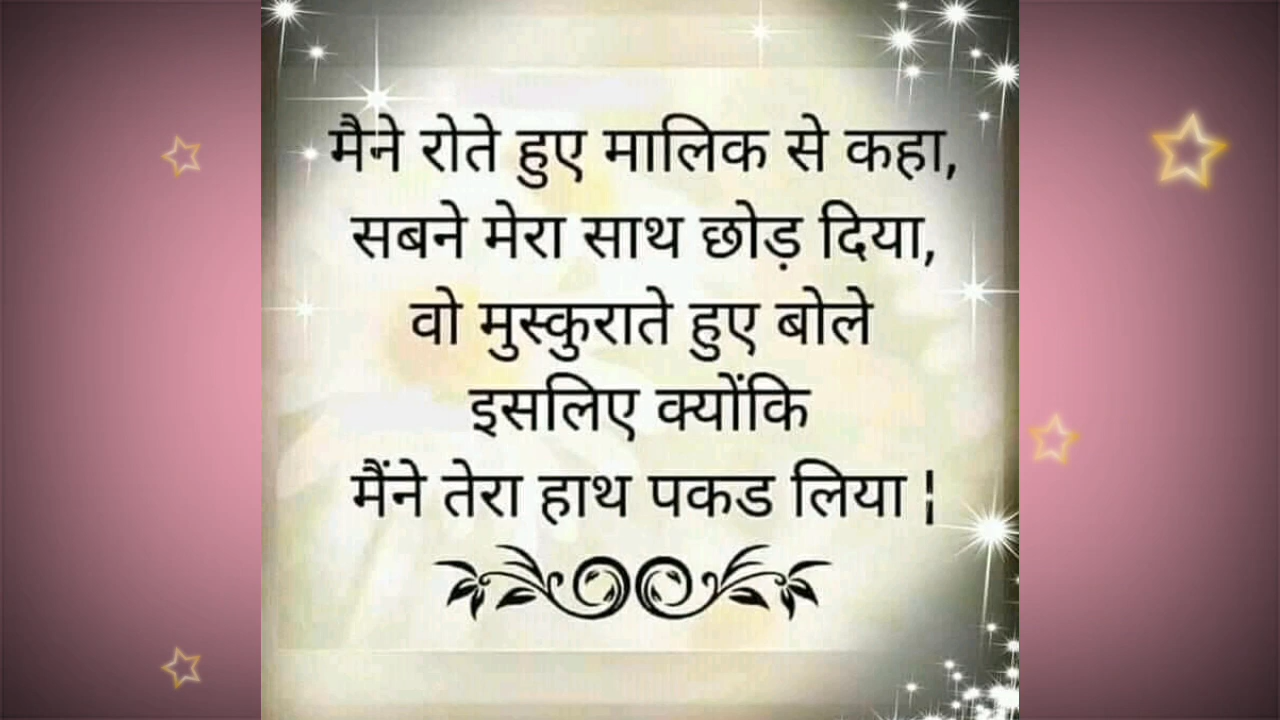 मैने रोते हुए मालिक से कहा,
सबने मेरा साथ छोड़ दिया,
वो मुस्कुराते हुए बोले
इसलिए क्योंकि
मैंने तेरा हाथ पकड लिया ¦